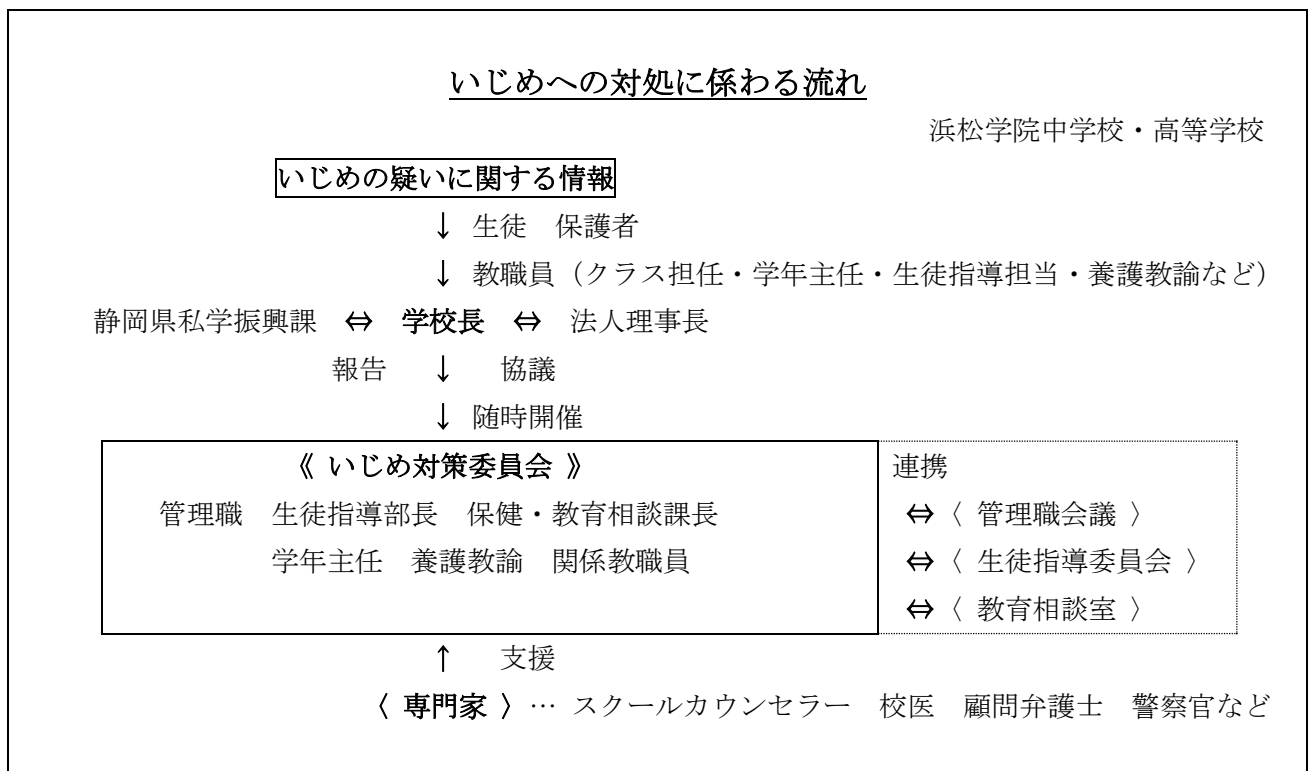 いじめへの対処に係わる流れ
浜松学院中学校・高等学校
いじめの疑いに関する情報
↓ 生徒　保護者
↓ 教職員（クラス担任・学年主任・生徒指導担当・養護教諭など）
静岡県私学振興課　⇔　学校長　⇔　法人理事長
報告　↓　協議
↓ 随時開催
《 いじめ対策委員会 》　連携
管理職　生徒指導部長　保健・教育相談課長　⇔〈 管理職会議 〉
学年主任　養護教諭　関係教職員　⇔〈 生徒指導委員会 〉
⇔〈 教育相談室 〉
↑　支援
〈 専門家 〉… スクールカウンセラー　校医　顧問弁護士　警察官など